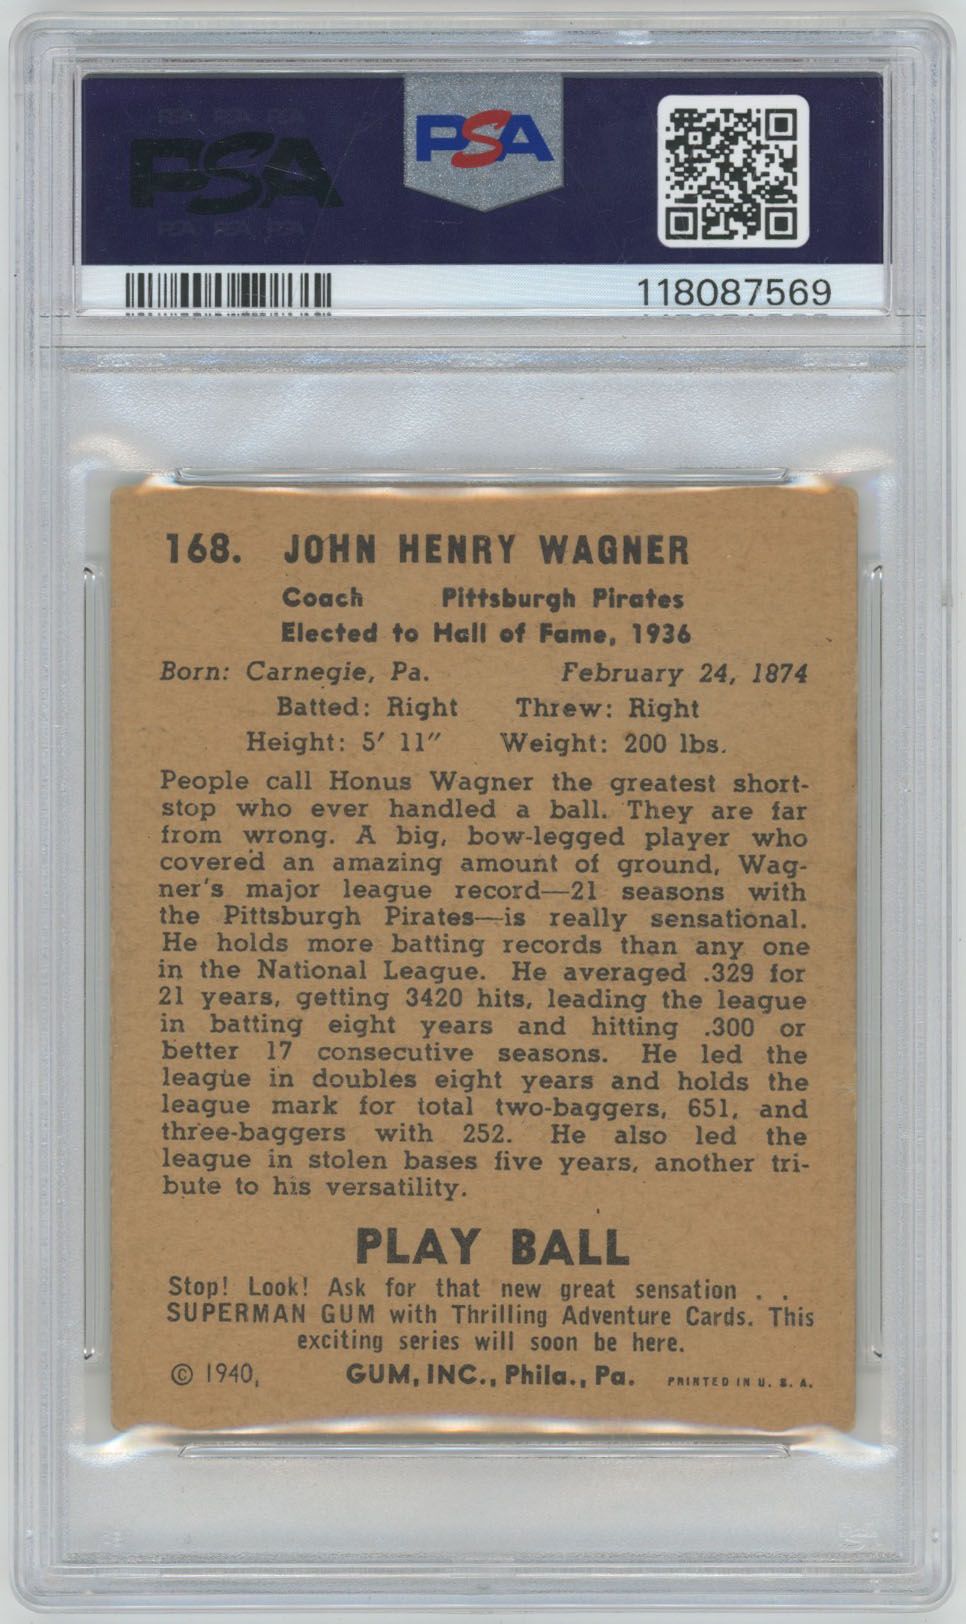 PSA PSA PSA
PSA
PSA PSA PSA
PSA
118087569
168. JOHN HENRY WAGNER
Coach Pittsburgh Pirates
Elected to Hall of Fame, 1936
Born: Carnegie, Pa. February 24, 1874
Batted: Right Threw: Right
Height: 5′ 11″ Weight: 200 lbs.
People call Honus Wagner the greatest short-
stop who ever handled a ball. They are far
from wrong. A big, bow-legged player who
covered an amazing amount of ground, Wag-
ner's major league record—21 seasons with
the Pittsburgh Pirates—is really sensational.
He holds more batting records than any one
in the National League. He averaged .329 for
21 years, getting 3420 hits, leading the league
in batting eight years and hitting .300 or
better 17 consecutive seasons. He led the
league in doubles eight years and holds the
league mark for total two-baggers, 651, and
three-baggers with 252. He also led the
league in stolen bases five years, another tri-
bute to his versatility.
PLAY BALL
Stop! Look! Ask for that new great sensation . .
SUPERMAN GUM with Thrilling Adventure Cards. This
exciting series will soon be here.
© 1940, GUM, INC., Phila., Pa. PRINTED IN U. S. A.